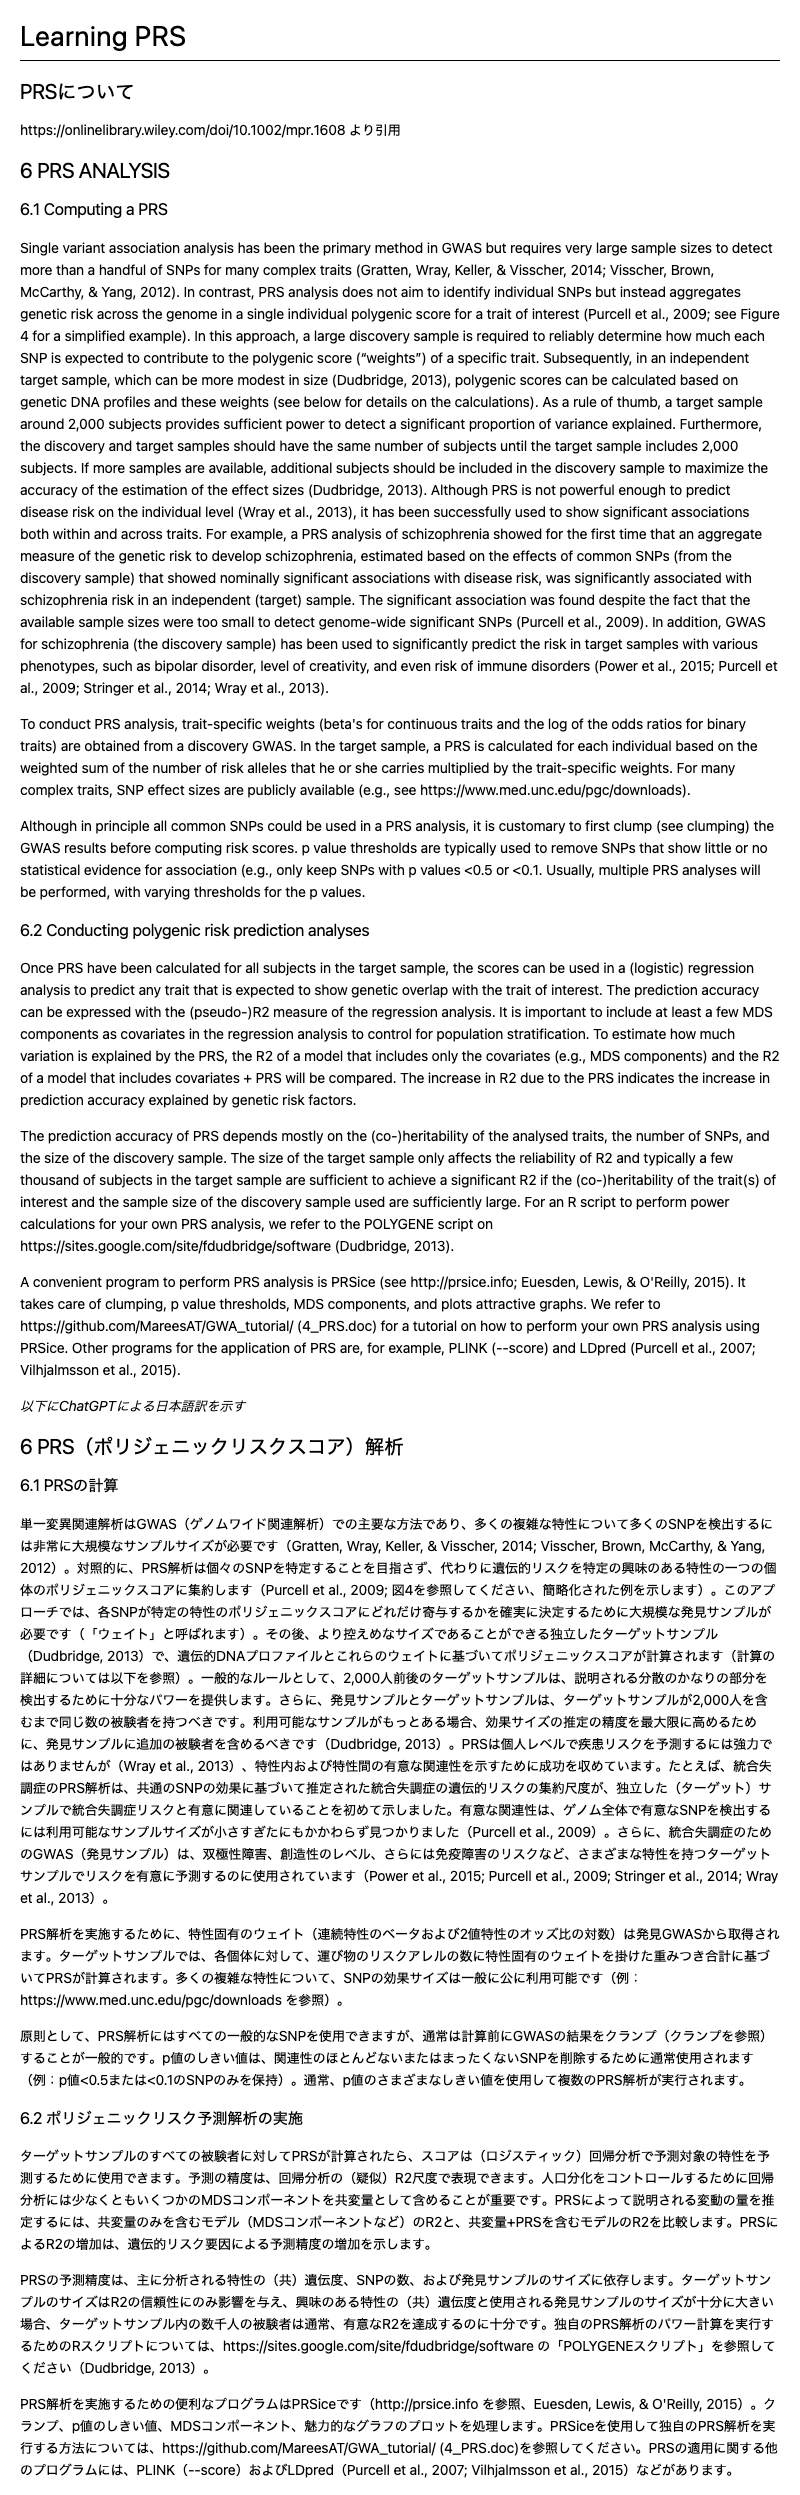 Learning PRS
PRSについて
https://onlinelibrary.wiley.com/doi/10.1002/mpr.1608 より引用
6 PRS ANALYSIS
6.1 Computing a PRS
Single variant association analysis has been the primary method in GWAS but requires very large sample sizes to detect
more than a handful of SNPs for many complex traits (Gratten, Wray, Keller, & Visscher, 2014; Visscher, Brown,
McCarthy, & Yang, 2012). In contrast, PRS analysis does not aim to identify individual SNPs but instead aggregates
genetic risk across the genome in a single individual polygenic score for a trait of interest (Purcell et al., 2009; see Figure
4 for a simplified example). In this approach, a large discovery sample is required to reliably determine how much each
SNP is expected to contribute to the polygenic score (“weights”) of a specific trait. Subsequently, in an independent
target sample, which can be more modest in size (Dudbridge, 2013), polygenic scores can be calculated based on
genetic DNA profiles and these weights (see below for details on the calculations). As a rule of thumb, a target sample
around 2,000 subjects provides sufficient power to detect a significant proportion of variance explained. Furthermore,
the discovery and target samples should have the same number of subjects until the target sample includes 2,000
subjects. If more samples are available, additional subjects should be included in the discovery sample to maximize the
accuracy of the estimation of the effect sizes (Dudbridge, 2013). Although PRS is not powerful enough to predict
disease risk on the individual level (Wray et al., 2013), it has been successfully used to show significant associations
both within and across traits. For example, a PRS analysis of schizophrenia showed for the first time that an aggregate
measure of the genetic risk to develop schizophrenia, estimated based on the effects of common SNPs (from the
discovery sample) that showed nominally significant associations with disease risk, was significantly associated with
schizophrenia risk in an independent (target) sample. The significant association was found despite the fact that the
available sample sizes were too small to detect genome-wide significant SNPs (Purcell et al., 2009). In addition, GWAS
for schizophrenia (the discovery sample) has been used to significantly predict the risk in target samples with various
phenotypes, such as bipolar disorder, level of creativity, and even risk of immune disorders (Power et al., 2015; Purcell et
al., 2009; Stringer et al., 2014; Wray et al., 2013).
To conduct PRS analysis, trait-specific weights (beta's for continuous traits and the log of the odds ratios for binary
traits) are obtained from a discovery GWAS. In the target sample, a PRS is calculated for each individual based on the
weighted sum of the number of risk alleles that he or she carries multiplied by the trait-specific weights. For many
complex traits, SNP effect sizes are publicly available (e.g., see https://www.med.unc.edu/pgc/downloads).
Although in principle all common SNPs could be used in a PRS analysis, it is customary to first clump (see clumping) the
GWAS results before computing risk scores. p value thresholds are typically used to remove SNPs that show little or no
statistical evidence for association (e.g., only keep SNPs with p values <0.5 or <0.1. Usually, multiple PRS analyses will
be performed, with varying thresholds for the p values.
6.2 Conducting polygenic risk prediction analyses
Once PRS have been calculated for all subjects in the target sample, the scores can be used in a (logistic) regression
analysis to predict any trait that is expected to show genetic overlap with the trait of interest. The prediction accuracy
can be expressed with the (pseudo-)R2 measure of the regression analysis. It is important to include at least a few MDS
components as covariates in the regression analysis to control for population stratification. To estimate how much
variation is explained by the PRS, the R2 of a model that includes only the covariates (e.g., MDS components) and the R2
of a model that includes covariates + PRS will be compared. The increase in R2 due to the PRS indicates the increase in
prediction accuracy explained by genetic risk factors.
The prediction accuracy of PRS depends mostly on the (co-)heritability of the analysed traits, the number of SNPs, and
the size of the discovery sample. The size of the target sample only affects the reliability of R2 and typically a few
thousand of subjects in the target sample are sufficient to achieve a significant R2 if the (co-)heritability of the trait(s) of
interest and the sample size of the discovery sample used are sufficiently large. For an R script to perform power
calculations for your own PRS analysis, we refer to the POLYGENE script on
https://sites.google.com/site/fdudbridge/software (Dudbridge, 2013).
A convenient program to perform PRS analysis is PRSice (see http://prsice.info; Euesden, Lewis, & O'Reilly, 2015). It
takes care of clumping, p value thresholds, MDS components, and plots attractive graphs. We refer to
https://github.com/MareesAT/GWA_tutorial/ (4_PRS.doc) for a tutorial on how to perform your own PRS analysis using
PRSice. Other programs for the application of PRS are, for example, PLINK (--score) and LDpred (Purcell et al., 2007;
Vilhjalmsson et al., 2015).
以下にChatGPTによる日本語訳を示す
6 PRS（ポリジェニックリスクスコア）解析
6.1 PRSの計算
単一変異関連解析はGWAS（ゲノムワイド関連解析）での主要な方法であり、多くの複雑な特性について多くのSNPを検出するに
は非常に大規模なサンプルサイズが必要です（Gratten, Wray, Keller, & Visscher, 2014; Visscher, Brown, McCarthy, & Yang,
2012）。対照的に、PRS解析は個々のSNPを特定することを目指さず、代わりに遺伝的リスクを特定の興味のある特性の一つの個
体のポリジェニックスコアに集約します（Purcell et al., 2009; 図4を参照してください、簡略化された例を示します）。このアプ
ローチでは、各SNPが特定の特性のポリジェニックスコアにどれだけ寄与するかを確実に決定するために大規模な発見サンプルが
必要です（「ウェイト」と呼ばれます）。その後、より控えめなサイズであることができる独立したターゲットサンプル
（Dudbridge, 2013）で、遺伝的DNAプロファイルとこれらのウェイトに基づいてポリジェニックスコアが計算されます（計算の
詳細については以下を参照）。一般的なルールとして、2,000人前後のターゲットサンプルは、説明される分散のかなりの部分を
検出するために十分なパワーを提供します。さらに、発見サンプルとターゲットサンプルは、ターゲットサンプルが2,000人を含
むまで同じ数の被験者を持つべきです。利用可能なサンプルがもっとある場合、効果サイズの推定の精度を最大限に高めるため
に、発見サンプルに追加の被験者を含めるべきです（Dudbridge, 2013）。PRSは個人レベルで疾患リスクを予測するには強力で
はありませんが（Wray et al., 2013）、特性内および特性間の有意な関連性を示すために成功を収めています。たとえば、統合失
調症のPRS解析は、共通のSNPの効果に基づいて推定された統合失調症の遺伝的リスクの集約尺度が、独立した（ターゲット）サ
ンプルで統合失調症リスクと有意に関連していることを初めて示しました。有意な関連性は、ゲノム全体で有意なSNPを検出する
には利用可能なサンプルサイズが小さすぎたにもかかわらず見つかりました（Purcell et al., 2009）。さらに、統合失調症のため
のGWAS（発見サンプル）は、双極性障害、創造性のレベル、さらには免疫障害のリスクなど、さまざまな特性を持つターゲット
サンプルでリスクを有意に予測するのに使用されています（Power et al., 2015; Purcell et al., 2009; Stringer et al., 2014; Wray
et al., 2013）。
PRS解析を実施するために、特性固有のウェイト（連続特性のベータおよび2値特性のオッズ比の対数）は発見GWASから取得され
ます。ターゲットサンプルでは、各個体に対して、運び物のリスクアレルの数に特性固有のウェイトを掛けた重みつき合計に基づ
いてPRSが計算されます。多くの複雑な特性について、SNPの効果サイズは一般に公に利用可能です（例：
https://www.med.unc.edu/pgc/downloads を参照）。
原則として、PRS解析にはすべての一般的なSNPを使用できますが、通常は計算前にGWASの結果をクランプ（クランプを参照）
することが一般的です。p値のしきい値は、関連性のほとんどないまたはまったくないSNPを削除するために通常使用されます
（例：p値<0.5または<0.1のSNPのみを保持）。通常、p値のさまざまなしきい値を使用して複数のPRS解析が実行されます。
6.2 ポリジェニックリスク予測解析の実施
ターゲットサンプルのすべての被験者に対してPRSが計算されたら、スコアは（ロジスティック）回帰分析で予測対象の特性を予
測するために使用できます。予測の精度は、回帰分析の（疑似）R2尺度で表現できます。人口分化をコントロールするために回帰
分析には少なくともいくつかのMDSコンポーネントを共変量として含めることが重要です。PRSによって説明される変動の量を推
定するには、共変量のみを含むモデル（MDSコンポーネントなど）のR2と、共変量+PRSを含むモデルのR2を比較します。PRSに
よるR2の増加は、遺伝的リスク要因による予測精度の増加を示します。
PRSの予測精度は、主に分析される特性の（共）遺伝度、SNPの数、および発見サンプルのサイズに依存します。ターゲットサン
プルのサイズはR2の信頼性にのみ影響を与え、興味のある特性の（共）遺伝度と使用される発見サンプルのサイズが十分に大きい
場合、ターゲットサンプル内の数千人の被験者は通常、有意なR2を達成するのに十分です。独自のPRS解析のパワー計算を実行す
るためのRスクリプトについては、https://sites.google.com/site/fdudbridge/software の「POLYGENEスクリプト」を参照して
ください（Dudbridge, 2013）。
PRS解析を実施するための便利なプログラムはPRSiceです（http://prsice.info を参照、Euesden, Lewis, & O'Reilly, 2015）。ク
ランプ、p値のしきい値、MDSコンポーネント、魅力的なグラフのプロットを処理します。PRSiceを使用して独自のPRS解析を実
行する方法については、https://github.com/MareesAT/GWA_tutorial/ (4_PRS.doc)を参照してください。PRSの適用に関する他
のプログラムには、PLINK（--score）およびLDpred（Purcell et al., 2007; Vilhjalmsson et al., 2015）などがあります。